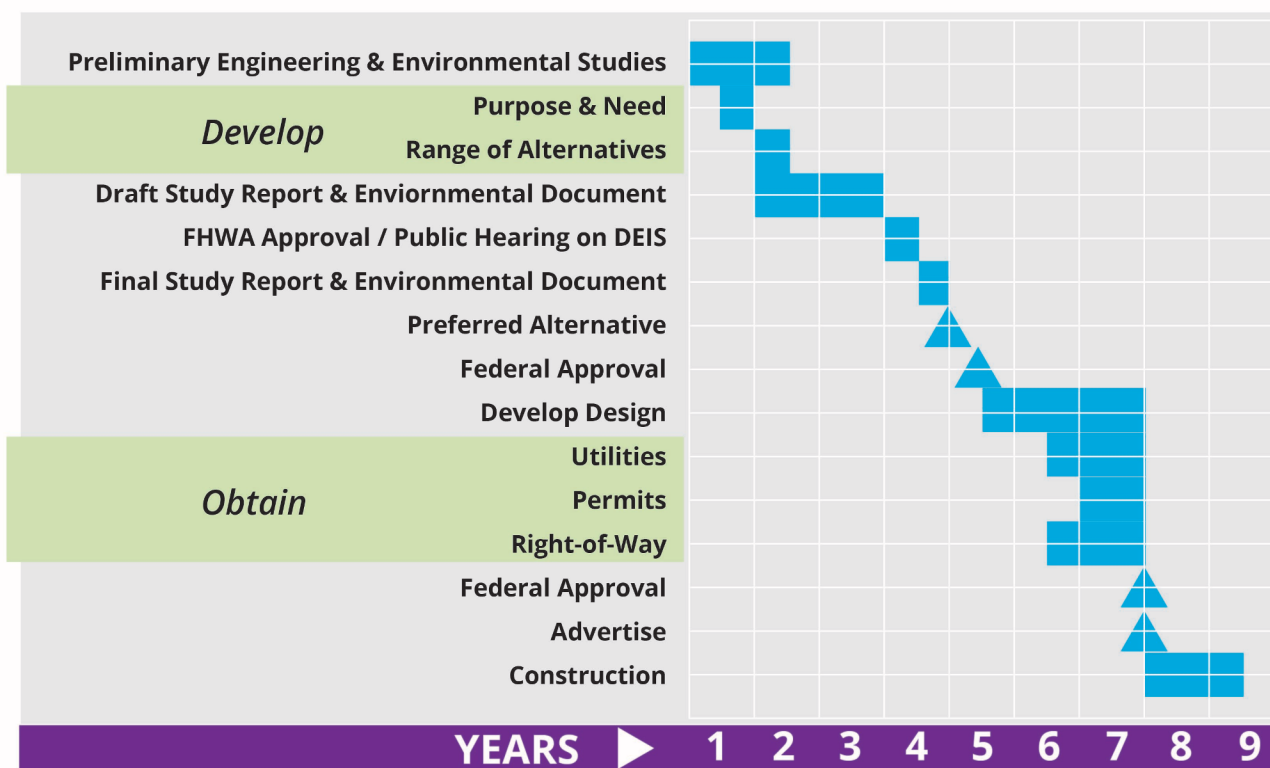 Preliminary Engineering & Environmental Studies
Develop
Purpose & Need
Range of Alternatives
Draft Study Report & Enviornmental Document
FHWA Approval / Public Hearing on DEIS
Final Study Report & Environmental Document
Preferred Alternative
Federal Approval
Develop Design
Obtain
Utilities
Permits
Right-of-Way
Federal Approval
Advertise
Construction
YEARS 1 2 3 4 5 6 7 8 9